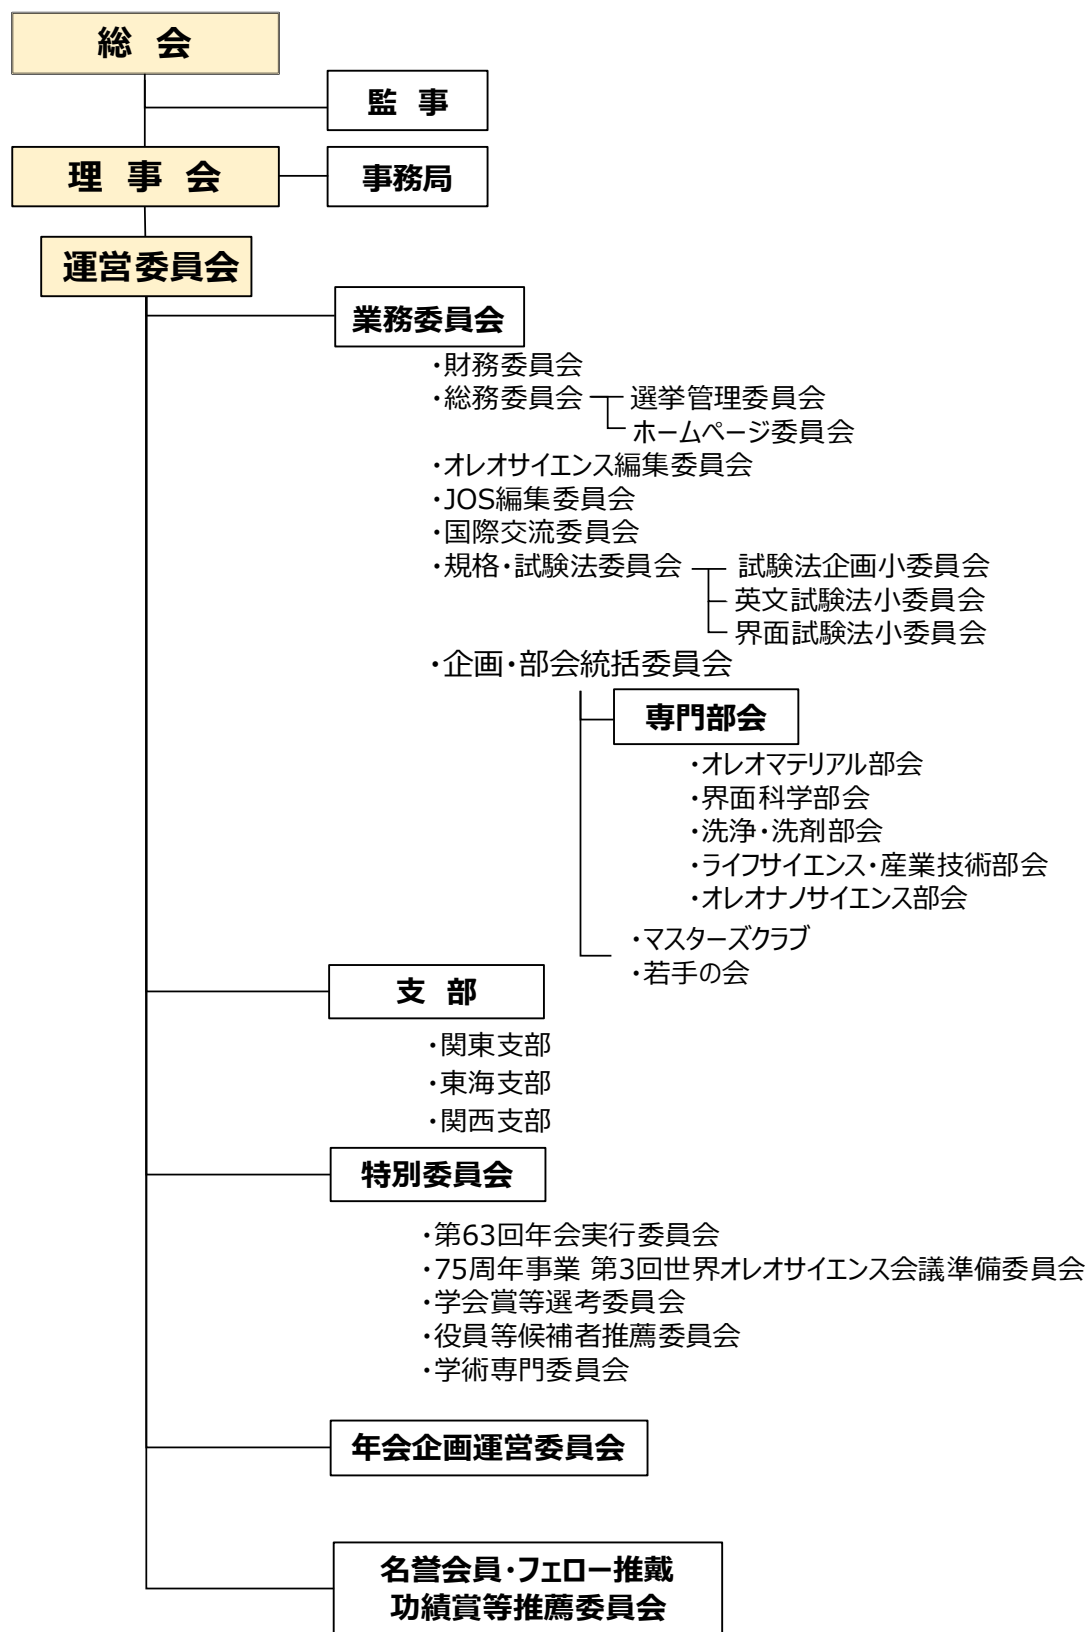 総 会
監 事
理 事 会
事務局
運営委員会
業務委員会
・財務委員会
・総務委員会 選挙管理委員会
ホームページ委員会
・オレオサイエンス編集委員会
・JOS編集委員会
・国際交流委員会
・規格・試験法委員会 試験法企画小委員会
英文試験法小委員会
界面試験法小委員会
・企画・部会統括委員会
専門部会
・オレオマテリアル部会
・界面科学部会
・洗浄・洗剤部会
・ライフサイエンス・産業技術部会
・オレオナノサイエンス部会
・マスターズクラブ
・若手の会
支 部
・関東支部
・東海支部
・関西支部
特別委員会
・第63回年会実行委員会
・75周年事業 第3回世界オレオサイエンス会議準備委員会
・学会賞等選考委員会
・役員等候補者推薦委員会
・学術専門委員会
年会企画運営委員会
名誉会員・フェロー推戴
功績賞等推薦委員会